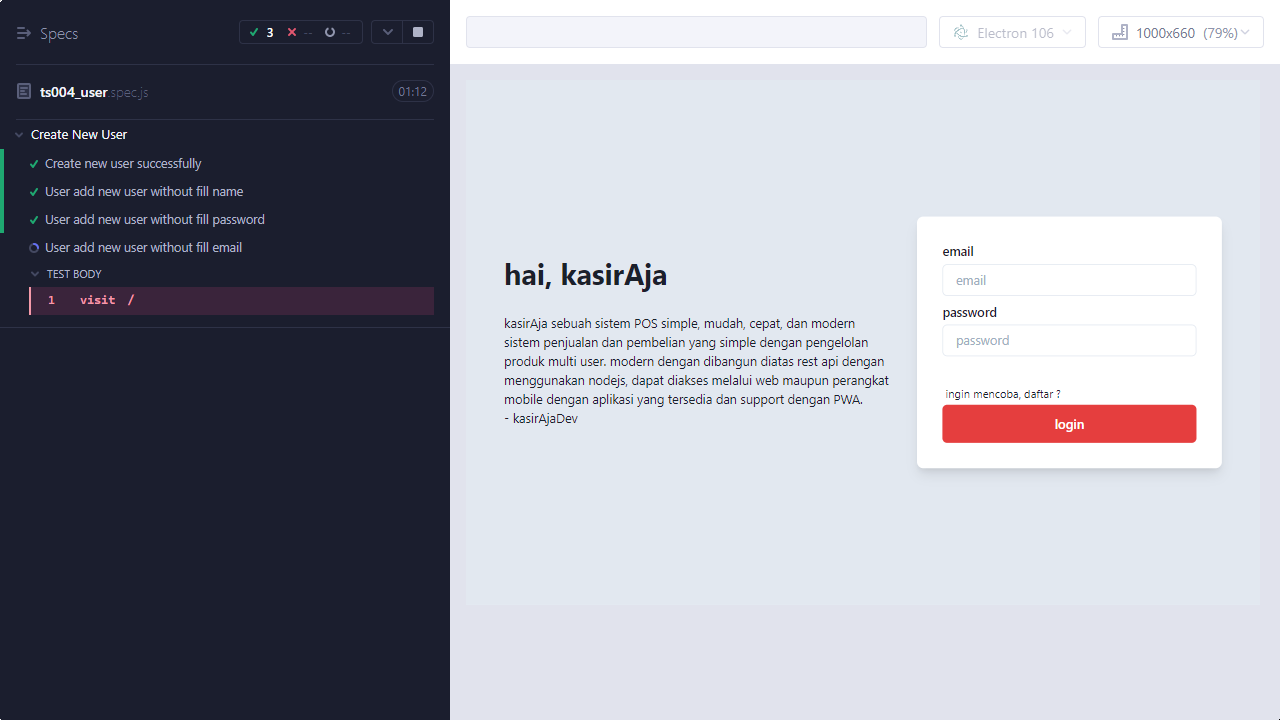 Specs
3
--
--
ts004_user.spec.js
01:12
Create New User
Create new user successfully
User add new user without fill name
User add new user without fill password
User add new user without fill email
TEST BODY
1 visit /
Electron 106
1000x660 (79%)
hai, kasirAja
kasirAja sebuah sistem POS simple, mudah, cepat, dan modern
sistem penjualan dan pembelian yang simple dengan pengelolan
produk multi user. modern dengan dibangun diatas rest api dengan
menggunakan nodejs, dapat diakses melalui web maupun perangkat
mobile dengan aplikasi yang tersedia dan support dengan PWA.
- kasirAjaDev
email
email
password
password
ingin mencoba, daftar ?
login